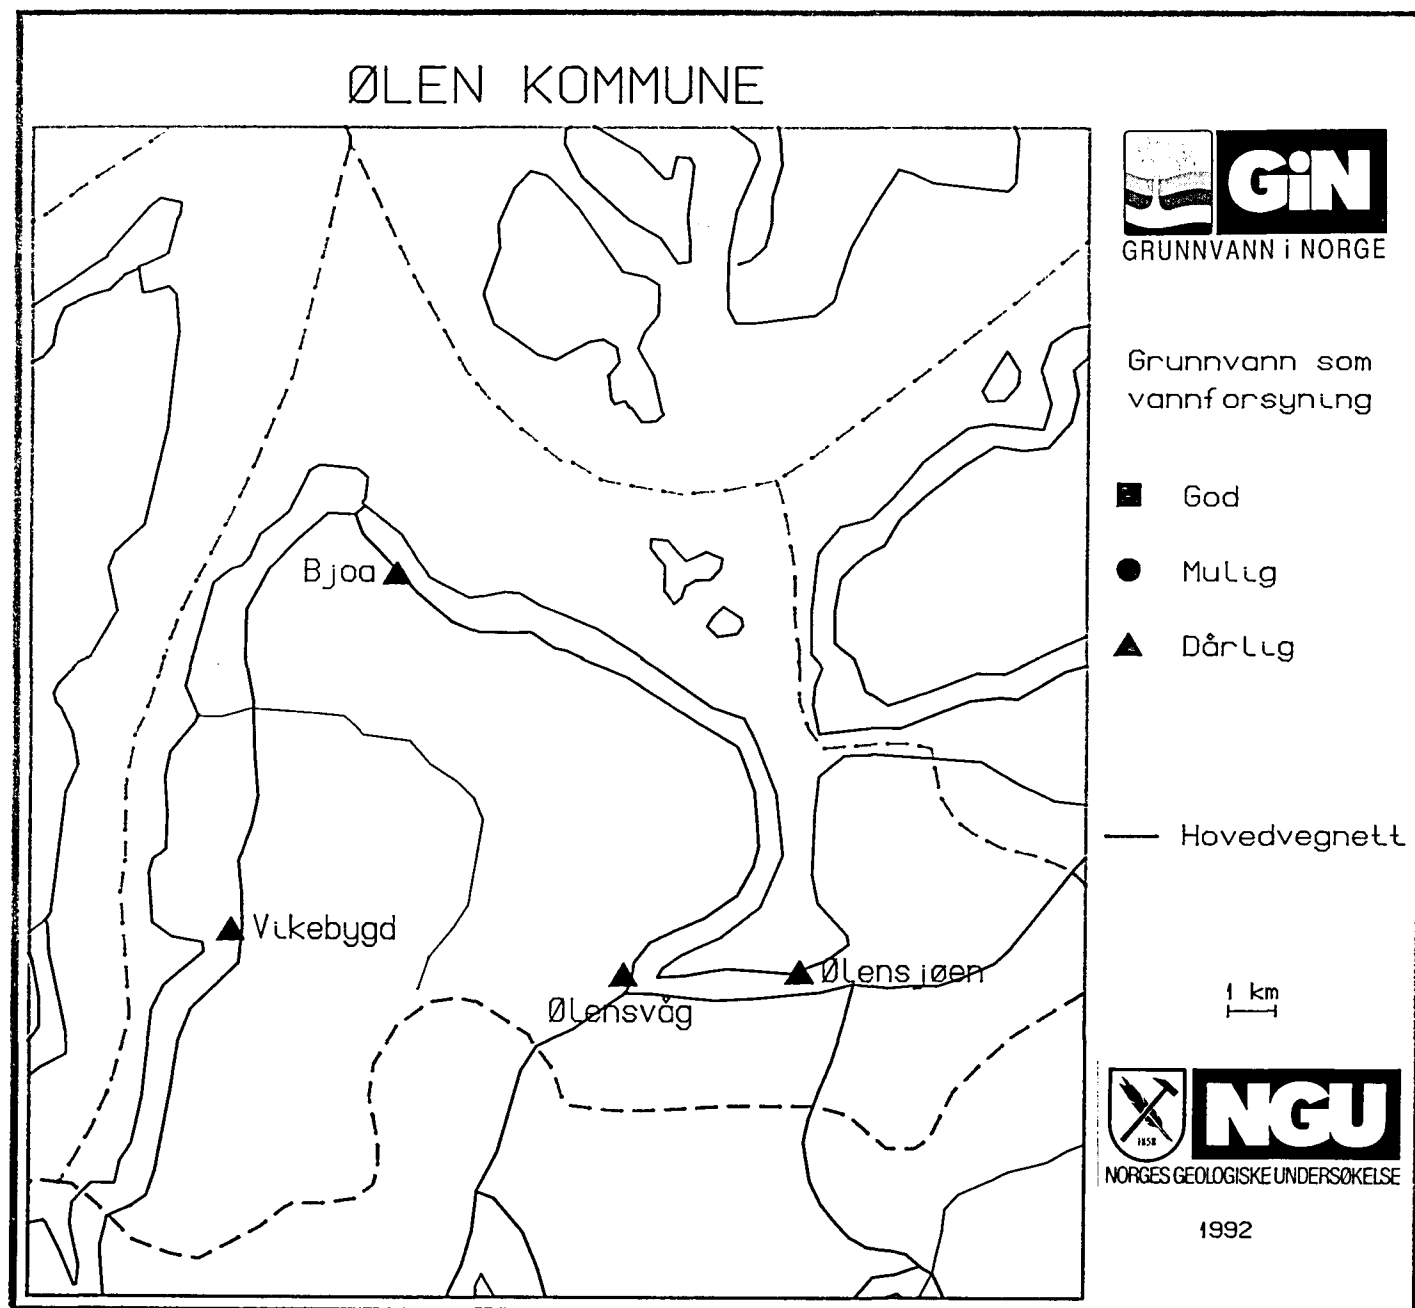 ØLEN KOMMUNE
GiN
GRUNNVANN i NORGE
Grunnvann som
vannforsyning
God
Mulig
Dårlig
Hovedvegnett
Bjoa
Vikebygd
Ølensvåg
Ølensjøen
1 km
1858
NGU
NORGES GEOLOGISKE UNDERSØKELSE
1992